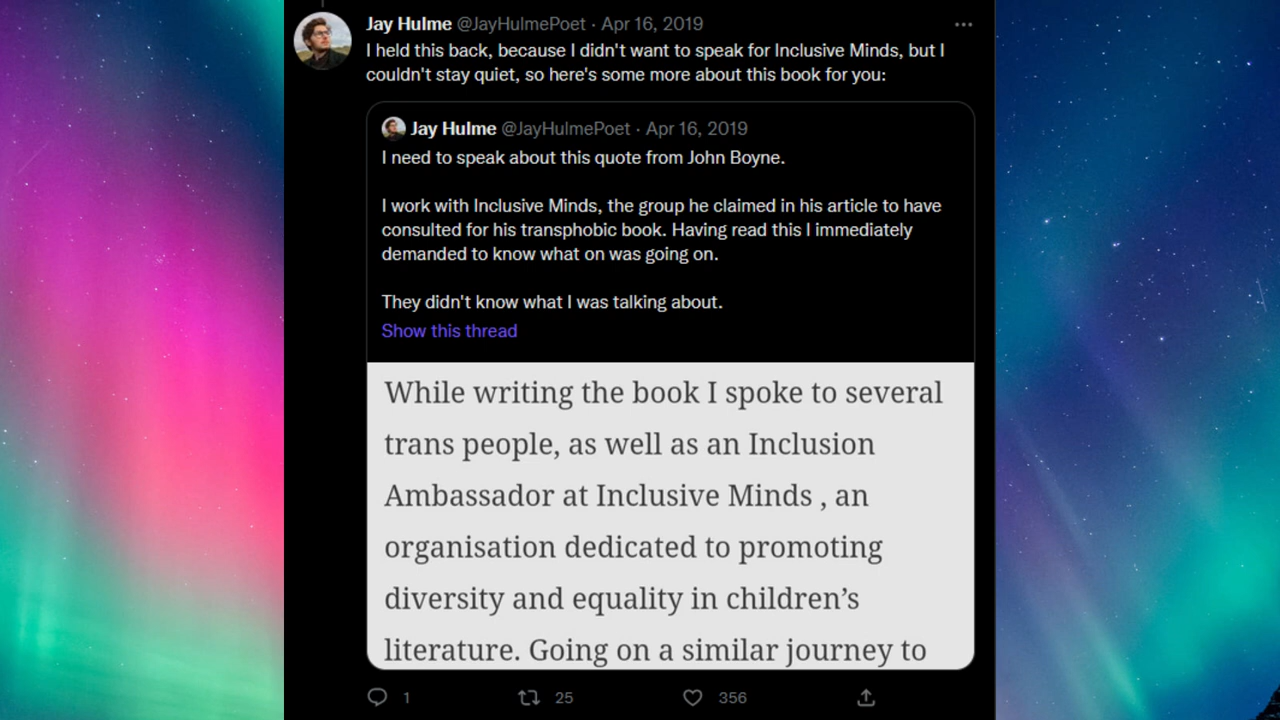 Jay Hulme @JayHulmePoet · Apr 16, 2019
I held this back, because I didn't want to speak for Inclusive Minds, but I
couldn't stay quiet, so here's some more about this book for you:
Jay Hulme @JayHulmePoet · Apr 16, 2019
I need to speak about this quote from John Boyne.
I work with Inclusive Minds, the group he claimed in his article to have
consulted for his transphobic book. Having read this I immediately
demanded to know what on was going on.
They didn't know what I was talking about.
Show this thread
While writing the book I spoke to several
trans people, as well as an Inclusion
Ambassador at Inclusive Minds , an
organisation dedicated to promoting
diversity and equality in children’s
literature. Going on a similar journey to
1 25 356